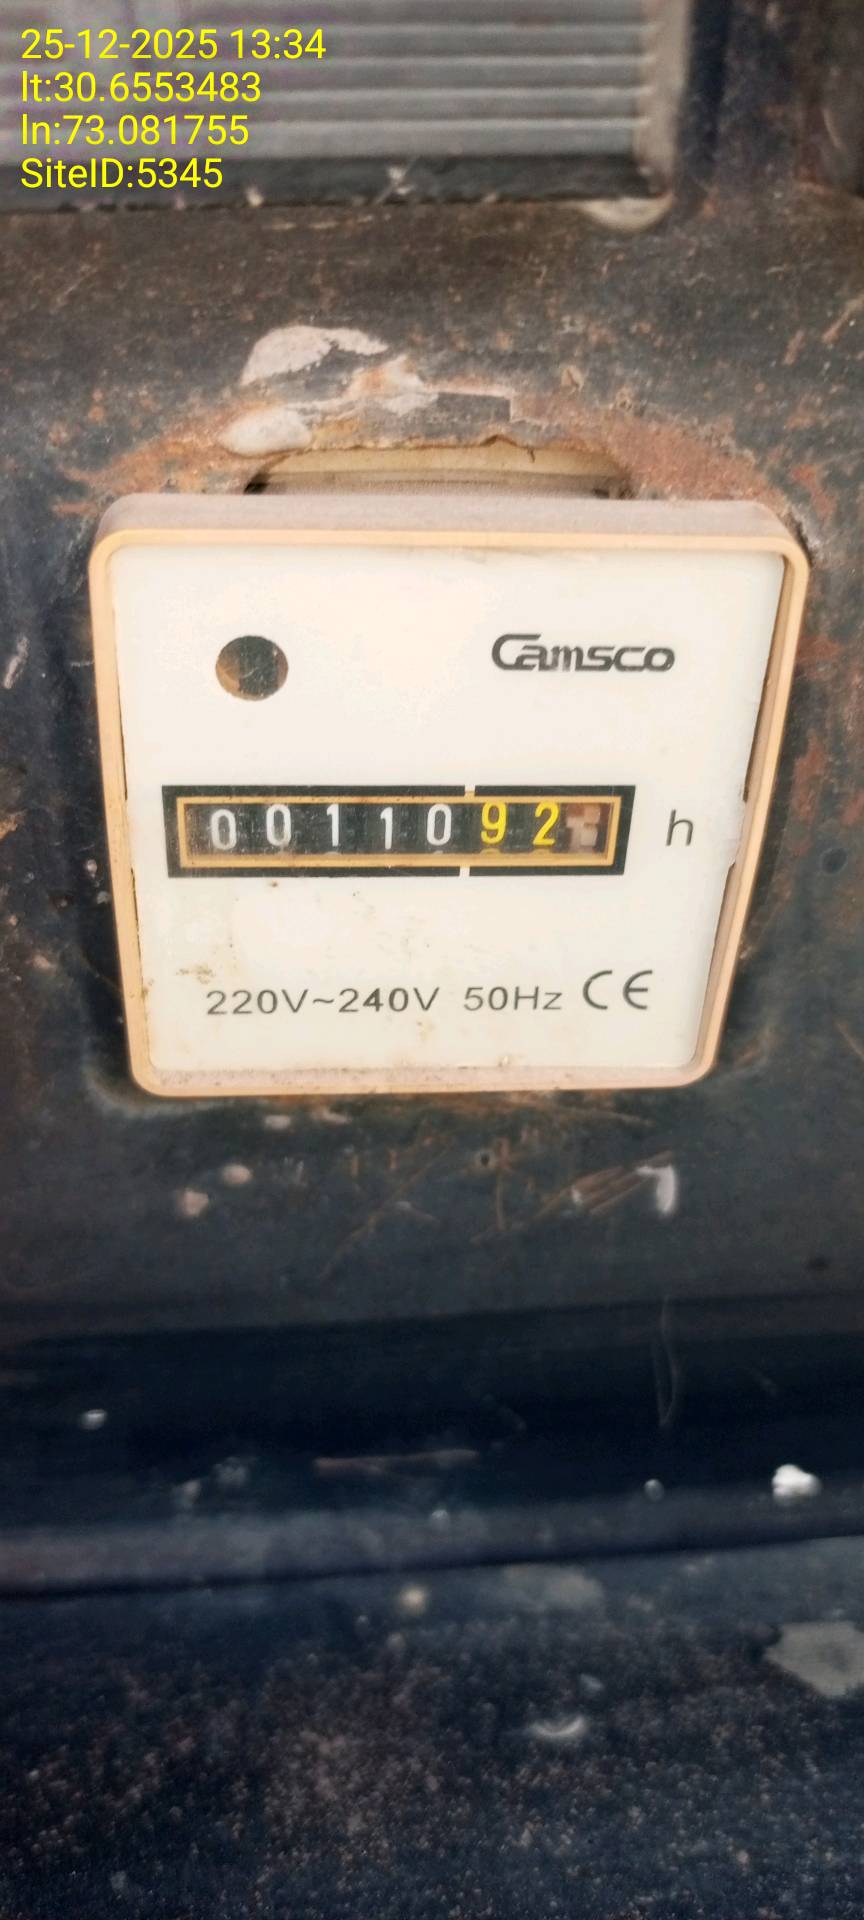 25-12-2025 13:34
lt:30.6553483
ln:73.081755
SiteID:5345
Camsco
0011092 h
220V~240V 50Hz CE